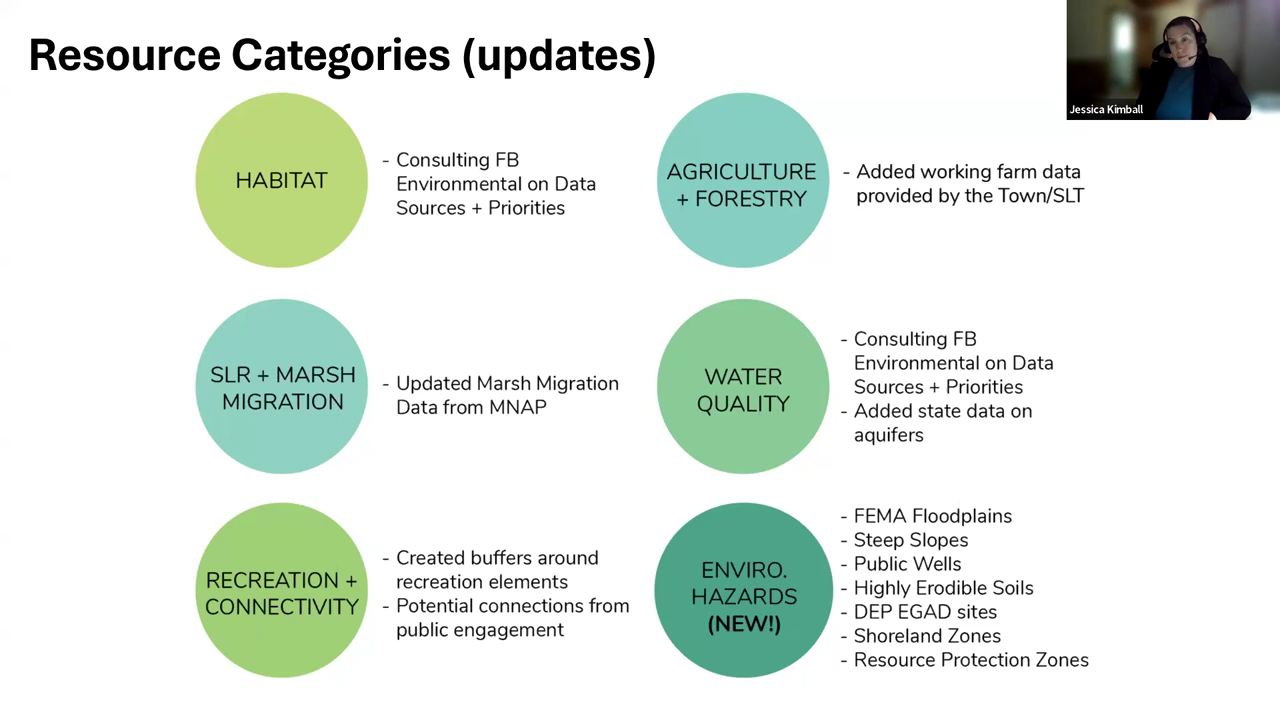 Resource Categories (updates)
Jessica Kimball
HABITAT
- Consulting FB
Environmental on Data
Sources + Priorities
AGRICULTURE
+ FORESTRY
- Added working farm data
provided by the Town/SLT
SLR + MARSH
MIGRATION
- Updated Marsh Migration
Data from MNAP
WATER
QUALITY
- Consulting FB
Environmental on Data
Sources + Priorities
- Added state data on
aquifers
RECREATION +
CONNECTIVITY
- Created buffers around
recreation elements
- Potential connections from
public engagement
ENVIRO.
HAZARDS
(NEW!)
- FEMA Floodplains
- Steep Slopes
- Public Wells
- Highly Erodible Soils
- DEP EGAD sites
- Shoreland Zones
- Resource Protection Zones